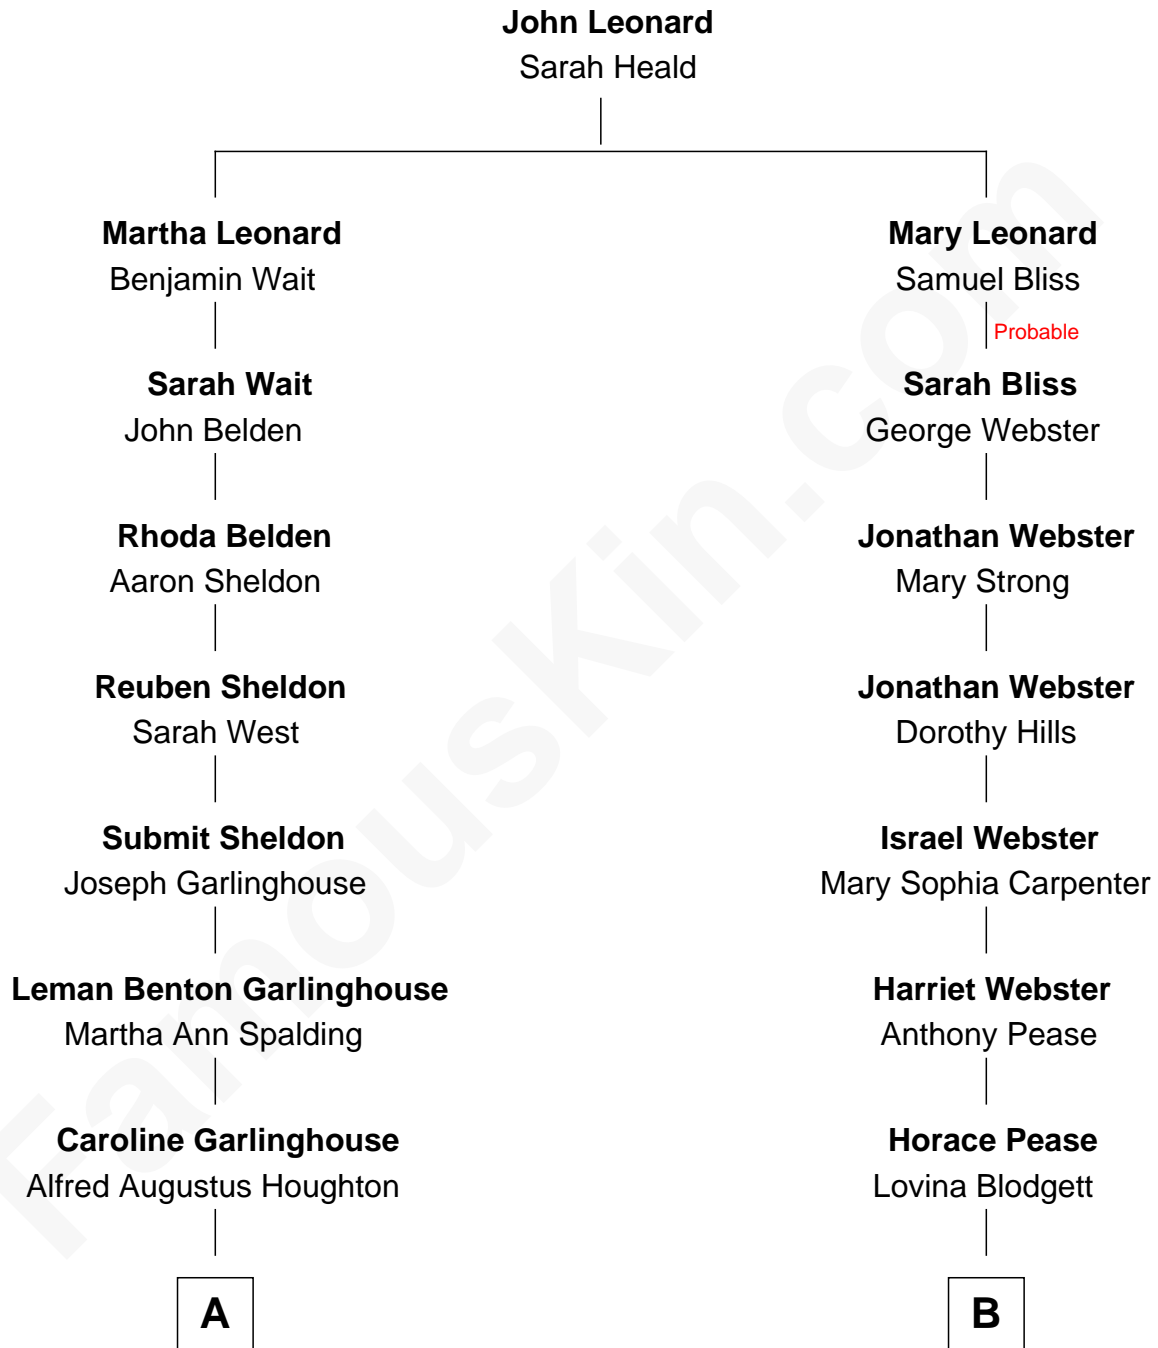 John Leonard
Sarah Heald
Martha Leonard
Benjamin Wait
Sarah Wait
John Belden
Rhoda Belden
Aaron Sheldon
Reuben Sheldon
Sarah West
Submit Sheldon
Joseph Garlinghouse
Leman Benton Garlinghouse
Martha Ann Spalding
Caroline Garlinghouse
Alfred Augustus Houghton
A
Mary Leonard
Samuel Bliss
Probable
Sarah Bliss
George Webster
Jonathan Webster
Mary Strong
Jonathan Webster
Dorothy Hills
Israel Webster
Mary Sophia Carpenter
Harriet Webster
Anthony Pease
Horace Pease
Lovina Blodgett
B
FamousKin.com